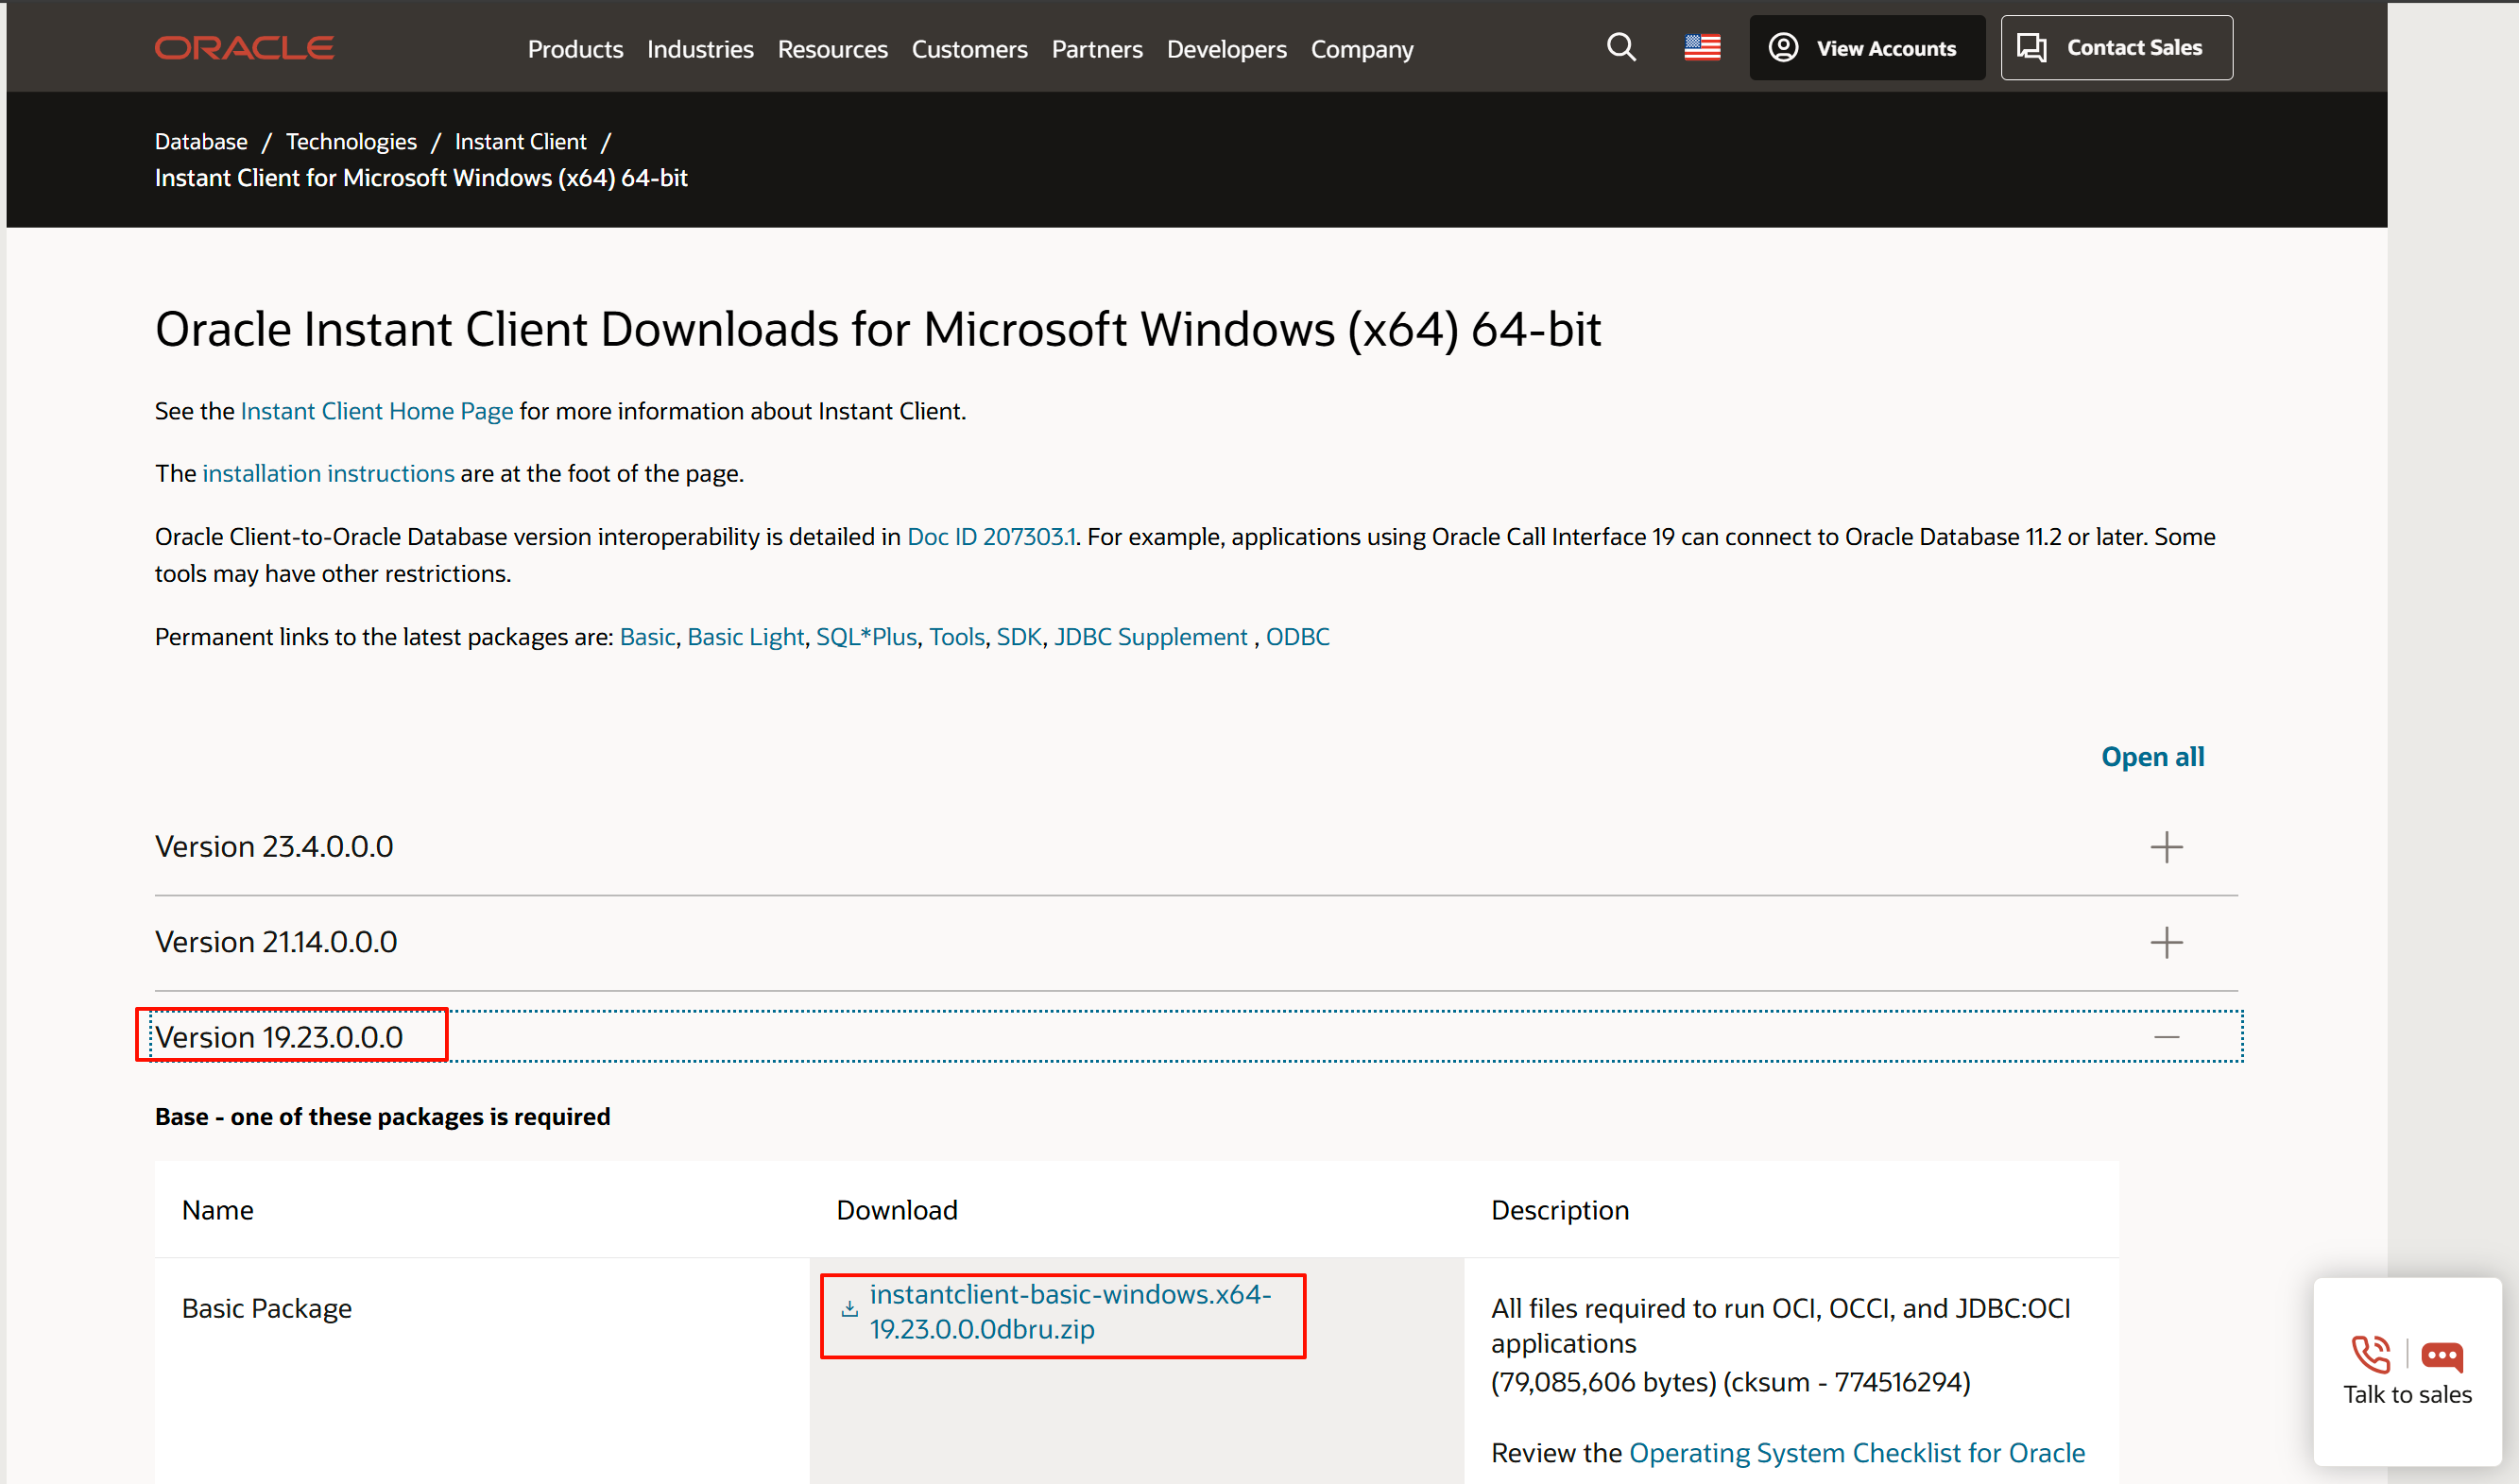 ORACLE
Products Industries Resources Customers Partners Developers Company
View Accounts
Contact Sales
Database / Technologies / Instant Client /
Instant Client for Microsoft Windows (x64) 64-bit
Oracle Instant Client Downloads for Microsoft Windows (x64) 64-bit
See the Instant Client Home Page for more information about Instant Client.
The installation instructions are at the foot of the page.
Oracle Client-to-Oracle Database version interoperability is detailed in Doc ID 207303.1. For example, applications using Oracle Call Interface 19 can connect to Oracle Database 11.2 or later. Some
tools may have other restrictions.
Permanent links to the latest packages are: Basic, Basic Light, SQL*Plus, Tools, SDK, JDBC Supplement , ODBC
Open all
Version 23.4.0.0.0
Version 21.14.0.0.0
Version 19.23.0.0.0
Base - one of these packages is required
Name
Download
Description
Basic Package
instantclient-basic-windows.x64-
19.23.0.0.0dbru.zip
All files required to run OCI, OCCI, and JDBC:OCI
applications
(79,085,606 bytes) (cksum - 774516294)
Review the Operating System Checklist for Oracle
Talk to sales